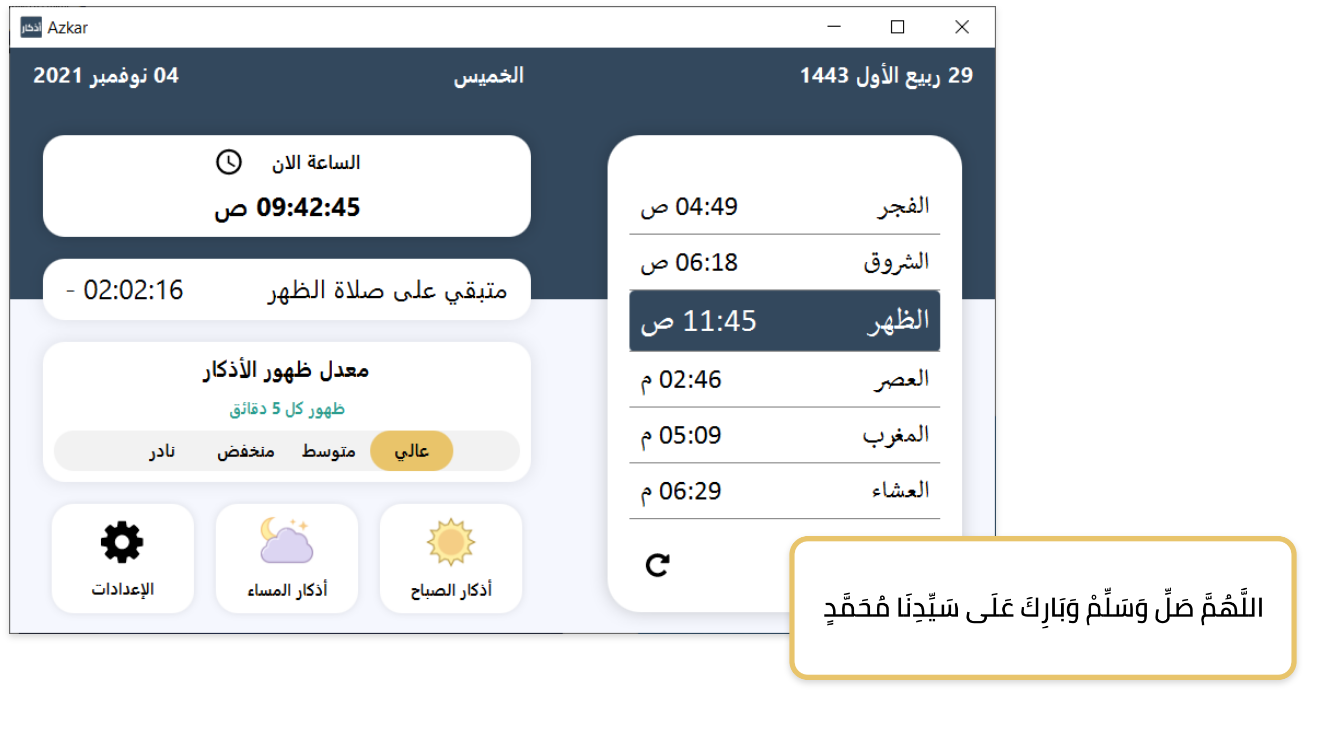 أذكار Azkar
29 ربيع الأول 1443
الخميس
04 نوفمبر 2021
الفجر 04:49 ص
الشروق 06:18 ص
الظهر 11:45 ص
العصر 02:46 م
المغرب 05:09 م
العشاء 06:29 م
الساعة الان
09:42:45 ص
متبقي على صلاة الظهر 02:02:16 -
معدل ظهور الأذكار
ظهور كل 5 دقائق
عالي متوسط منخفض نادر
أذكار الصباح
أذكار المساء
الإعدادات
اللَّهُمَّ صَلِّ وَسَلِّمْ وَبَارِكَ عَلَى سَيِّدِنَا مُحَمَّدٍ